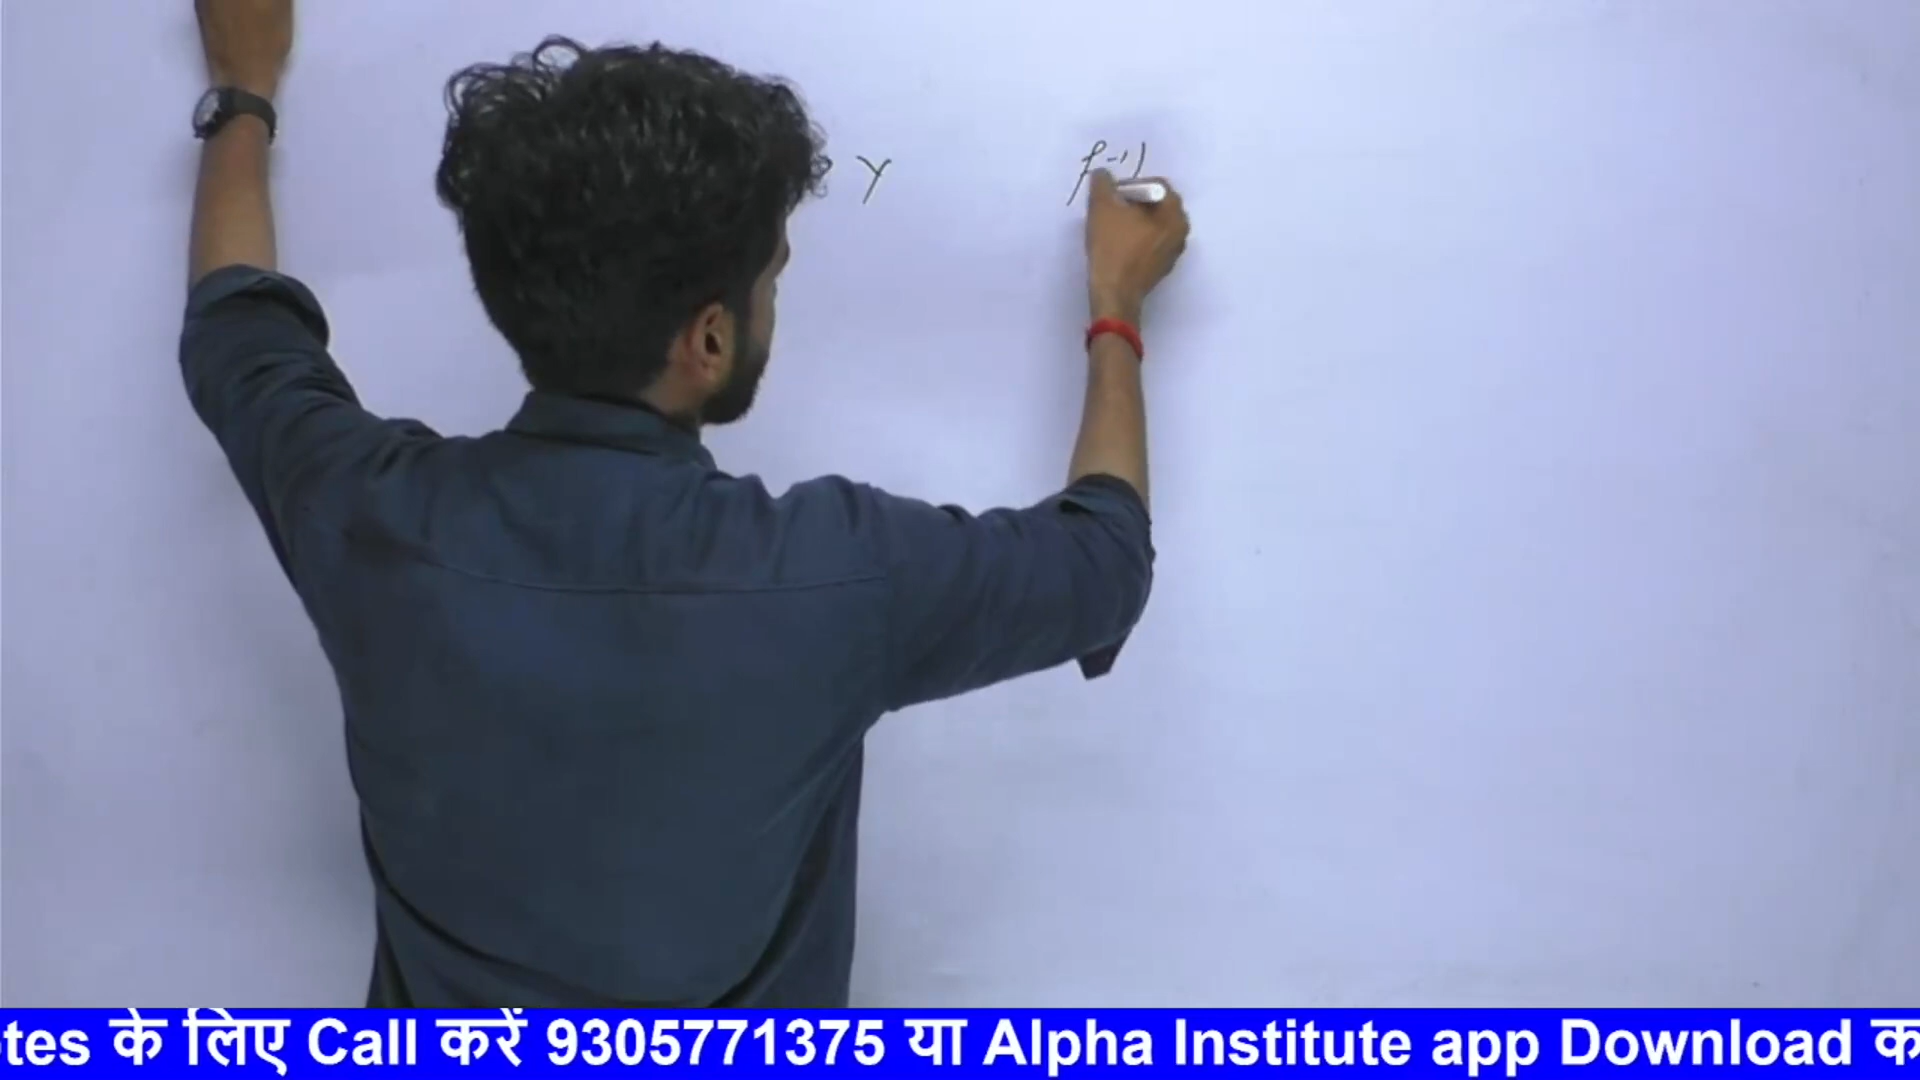 Y f⁻¹
tes के लिए Call करें 9305771375 या Alpha Institute app Download क